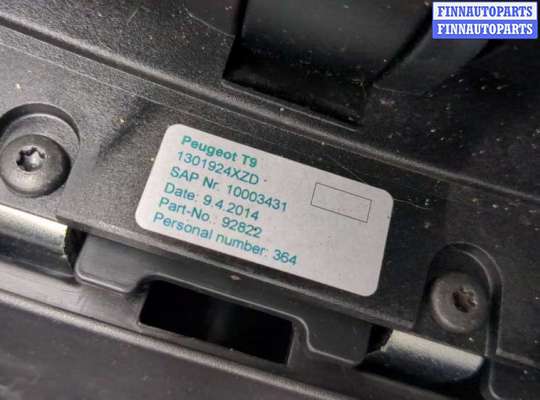 FINNAUTOPARTS
FINNAUTOPARTS
Peugeot T9
1301924XZD -
SAP Nr. 10003431
Date: 9.4.2014
Part-No.: 92822
Personal number: 364